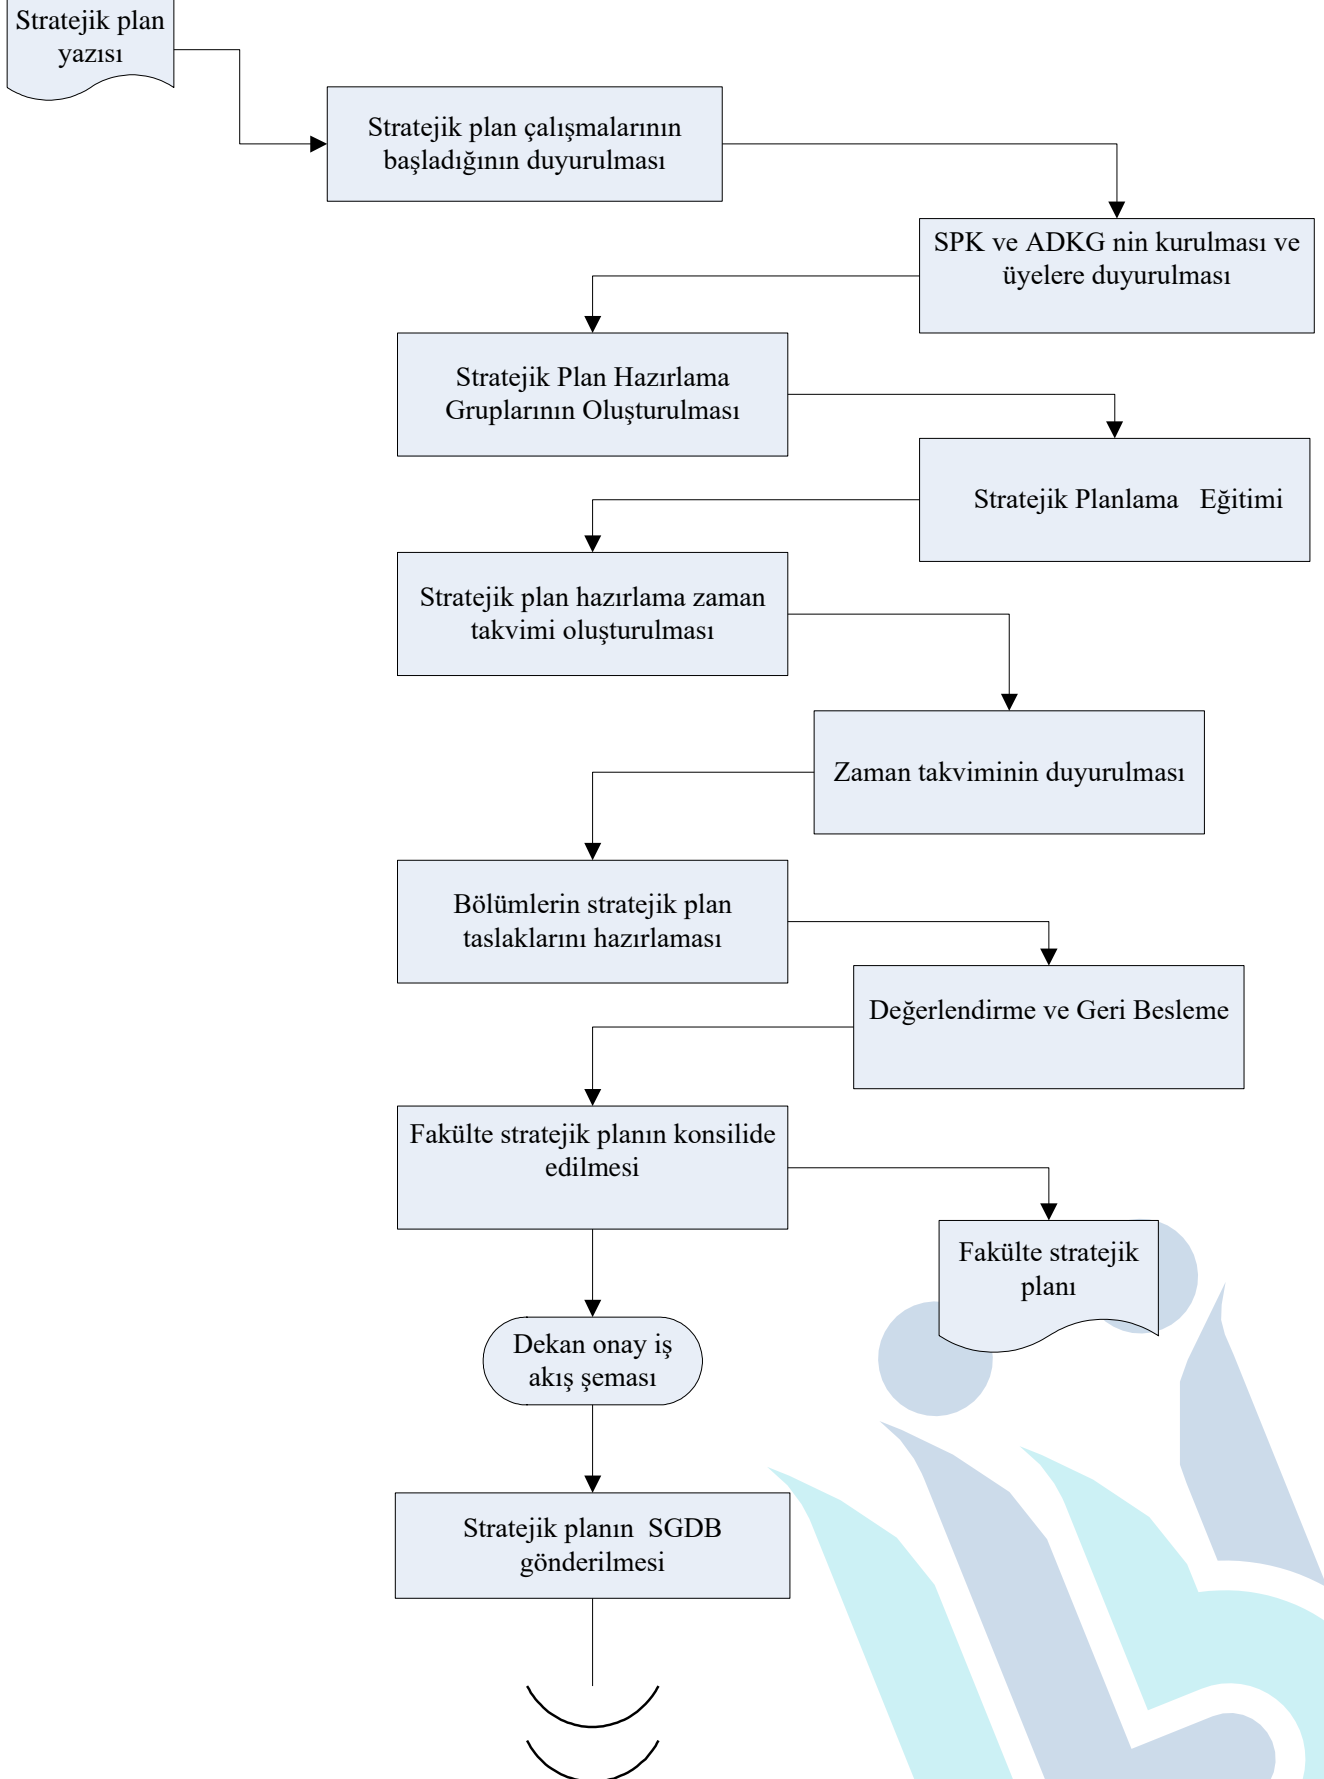 Stratejik plan
yazısı
Stratejik plan çalışmalarının
başladığının duyurulması
SPK ve ADKG nin kurulması ve
üyelere duyurulması
Stratejik Plan Hazırlama
Gruplarının Oluşturulması
Stratejik Planlama Eğitimi
Stratejik plan hazırlama zaman
takvimi oluşturulması
Zaman takviminin duyurulması
Bölümlerin stratejik plan
taslaklarını hazırlaması
Değerlendirme ve Geri Besleme
Fakülte stratejik planın konsilide
edilmesi
Fakülte stratejik
planı
Dekan onay iş
akış şeması
Stratejik planın SGDB
gönderilmesi